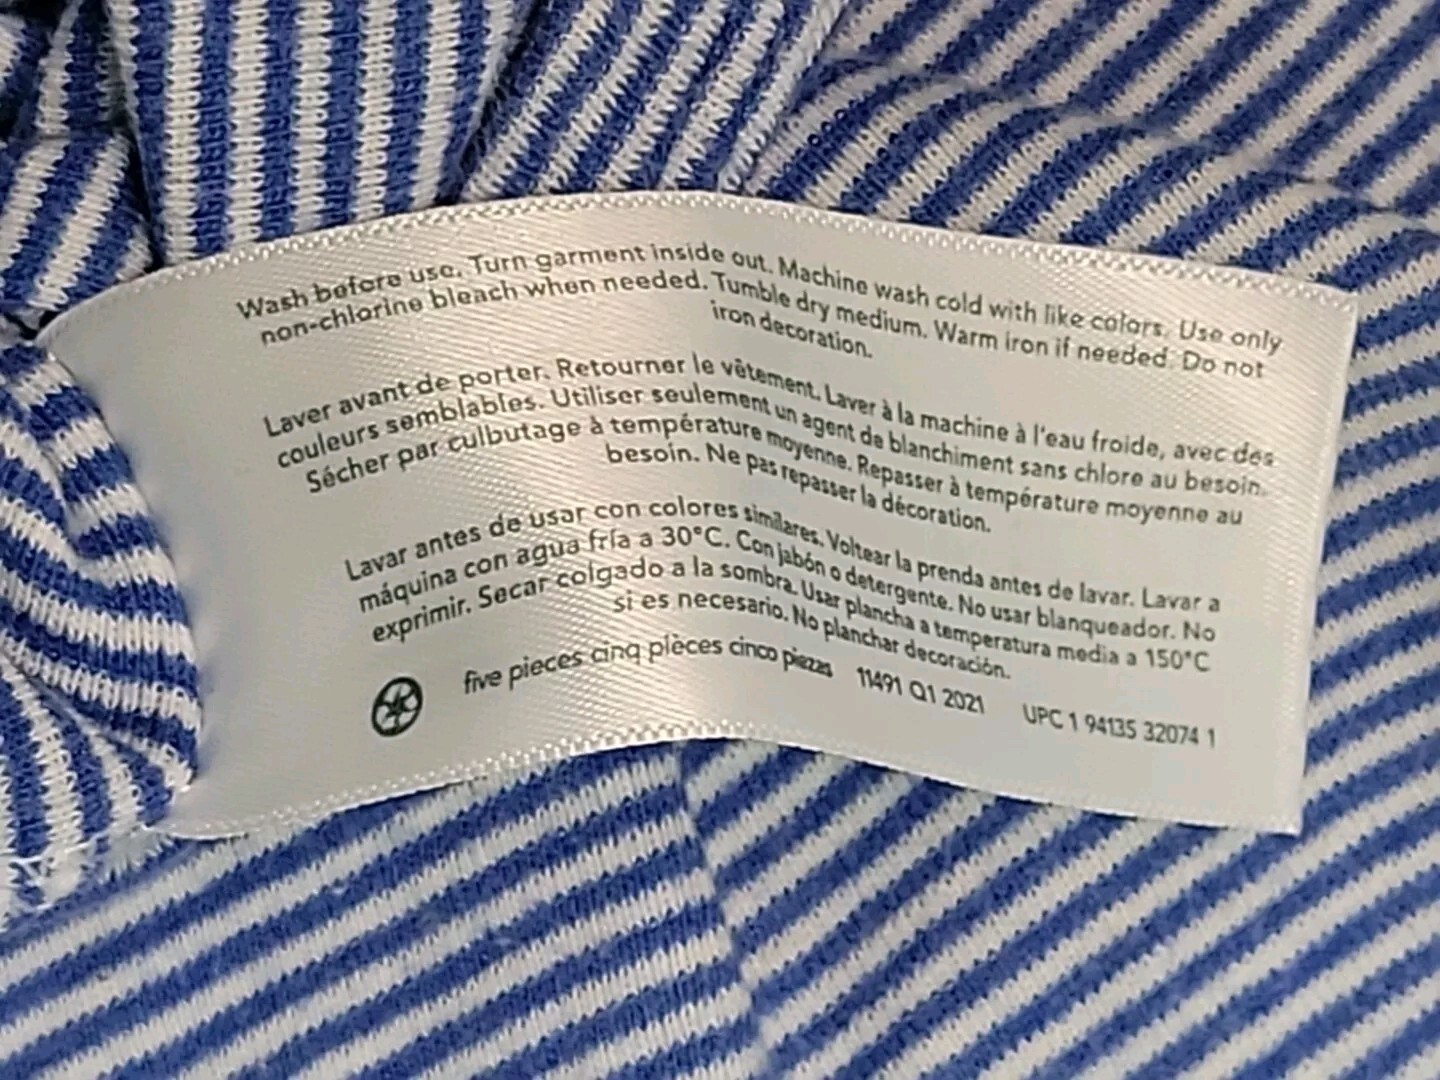 Wash before use. Turn garment inside out. Machine wash cold with like colors. Use only
non-chlorine bleach when needed. Tumble dry medium. Warm iron if needed. Do not
iron decoration.
Laver avant de porter. Retourner le vêtement. Laver à la machine à l'eau froide, avec des
couleurs semblables. Utiliser seulement un agent de blanchiment sans chlore au besoin.
Sécher par culbutage à température moyenne. Repasser à température moyenne au
besoin. Ne pas repasser la décoration.
Lavar antes de usar con colores similares. Voltear la prenda antes de lavar. Lavar a
máquina con agua fría a 30°C. Con jabón o detergente. No usar blanqueador. No
exprimir. Secar colgado a la sombra. Usar plancha a temperatura media a 150°C
si es necesario. No planchar decoración.
five pieces cinq pièces cinco piezas 11491 Q1 2021 UPC 1 94135 32074 1